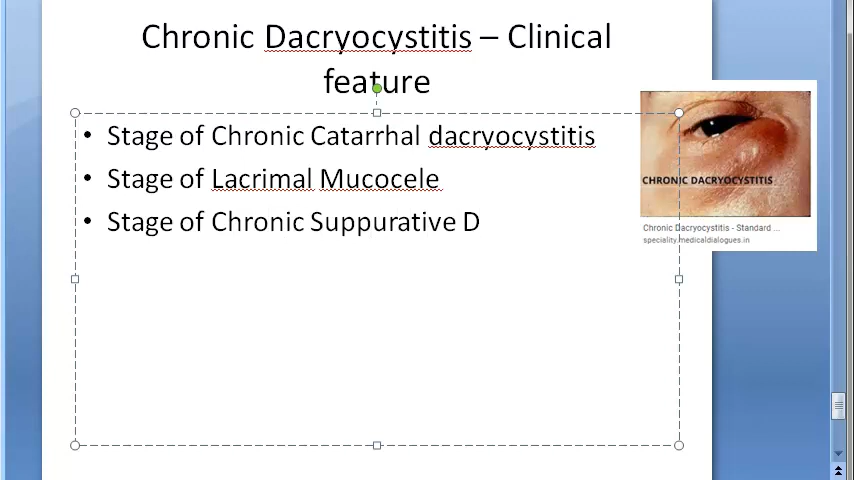 Chronic Dacryocystitis – Clinical
feature
• Stage of Chronic Catarrhal dacryocystitis
• Stage of Lacrimal Mucocele
• Stage of Chronic Suppurative D
CHRONIC DACRYOCYSTITIS
Chronic Dacryocystitis - Standard ...
speciality.medicaldialogues.in